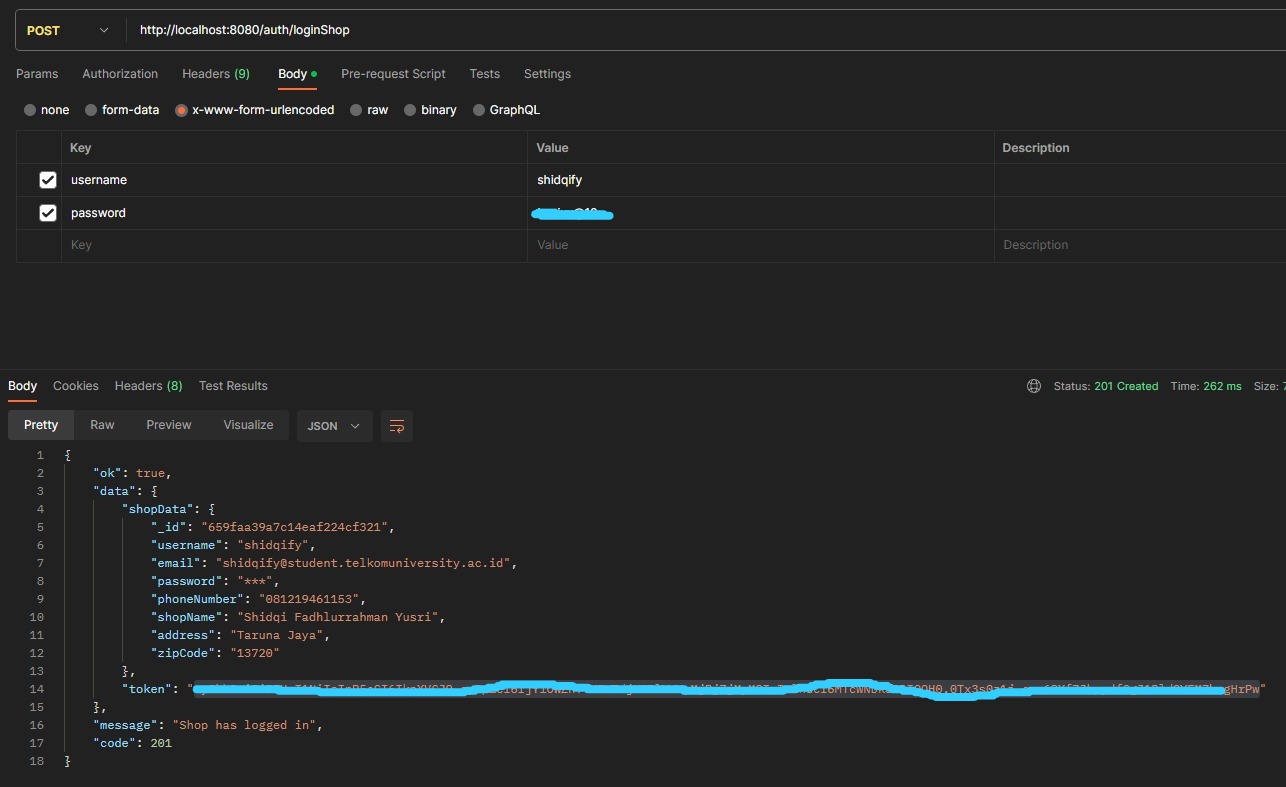 POST http://localhost:8080/auth/loginShop
Params Authorization Headers (9) Body Pre-request Script Tests Settings
none form-data x-www-form-urlencoded raw binary GraphQL
Key Value Description
username shidqify
password
Key Value Description
Body Cookies Headers (8) Test Results Status: 201 Created Time: 262 ms Size:
Pretty Raw Preview Visualize JSON
1 {
2 "ok": true,
3 "data": {
4 "shopData": {
5 "_id": "659faa39a7c14eaf224cf321",
6 "username": "shidqify",
7 "email": "shidqify@student.telkomuniversity.ac.id",
8 "password": "***",
9 "phoneNumber": "081219461153",
10 "shopName": "Shidqi Fadhlurrahman Yusri",
11 "address": "Taruna Jaya",
12 "zipCode": "13720"
13 },
14 "token": "
15 },
16 "message": "Shop has logged in",
17 "code": 201
18 }